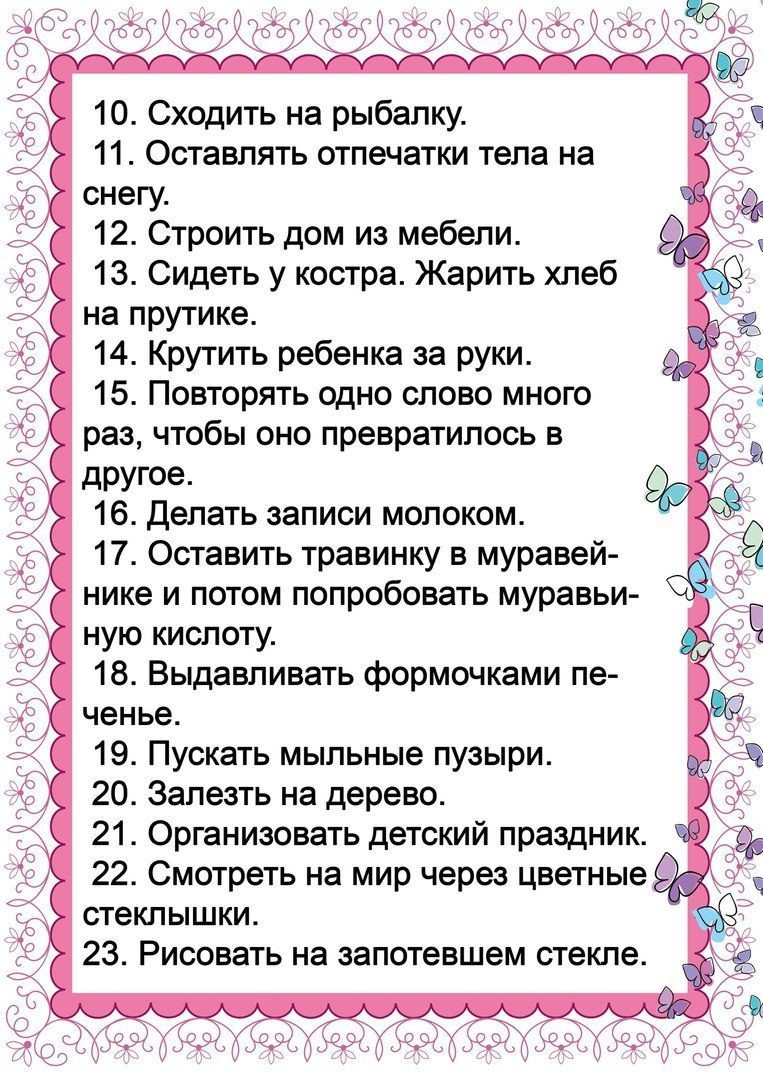 10. Сходить на рыбалку.
11. Оставлять отпечатки тела на
снегу.
12. Строить дом из мебели.
13. Сидеть у костра. Жарить хлеб
на прутике.
14. Крутить ребенка за руки.
15. Повторять одно слово много
раз, чтобы оно превратилось в
другое.
16. Делать записи молоком.
17. Оставить травинку в муравей-
нике и потом попробовать муравьи-
ную кислоту.
18. Выдавливать формочками пе-
ченье.
19. Пускать мыльные пузыри.
20. Залезть на дерево.
21. Организовать детский праздник.
22. Смотреть на мир через цветные
стеклышки.
23. Рисовать на запотевшем стекле.